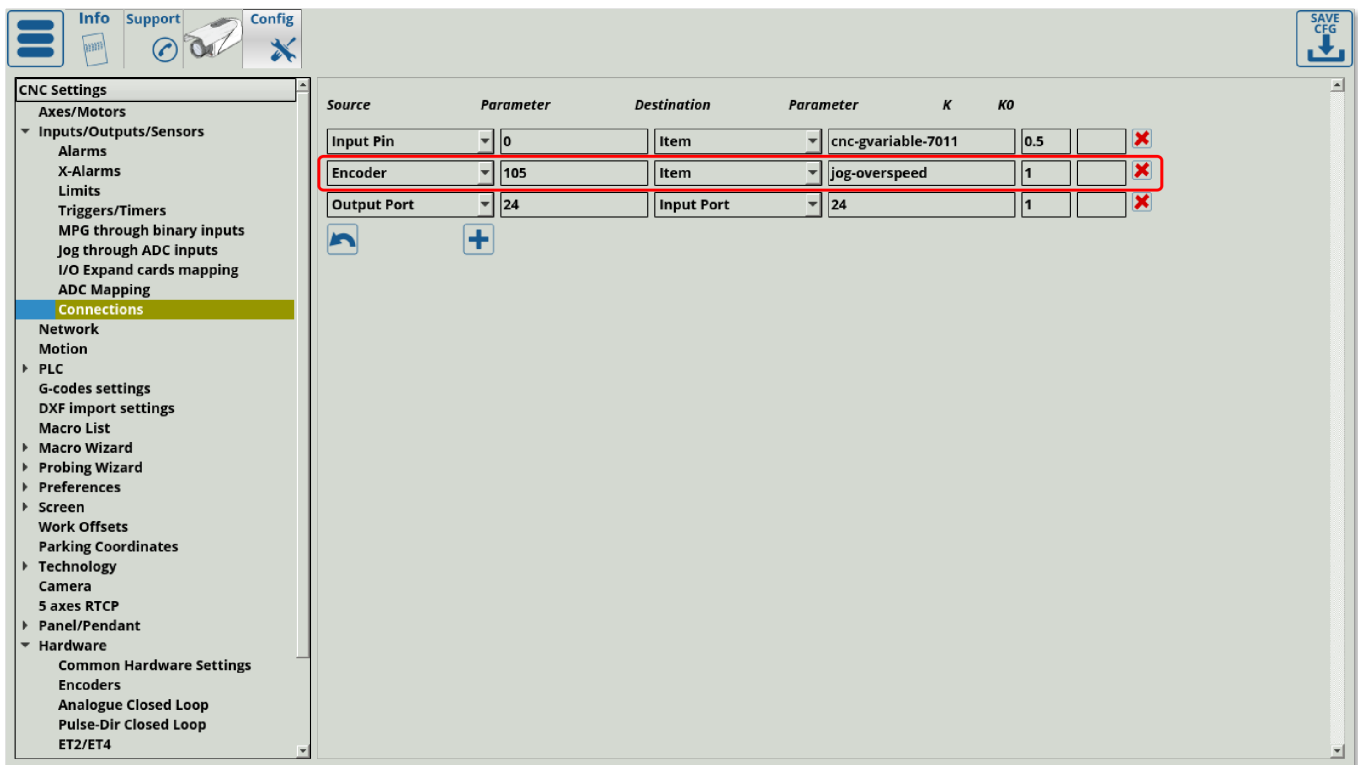 Info Support Config
SAVE
CFG
CNC Settings
Axes/Motors
Inputs/Outputs/Sensors
Alarms
X-Alarms
Limits
Triggers/Timers
MPG through binary inputs
Jog through ADC inputs
I/O Expand cards mapping
ADC Mapping
Connections
Network
Motion
PLC
G-codes settings
DXF import settings
Macro List
Macro Wizard
Probing Wizard
Preferences
Screen
Work Offsets
Parking Coordinates
Technology
Camera
5 axes RTCP
Panel/Pendant
Hardware
Common Hardware Settings
Encoders
Analogue Closed Loop
Pulse-Dir Closed Loop
ET2/ET4
Source Parameter Destination Parameter K K0
Input Pin 0 Item cnc-gvariable-7011 0.5
Encoder 105 Item jog-overspeed 1
Output Port 24 Input Port 24 1